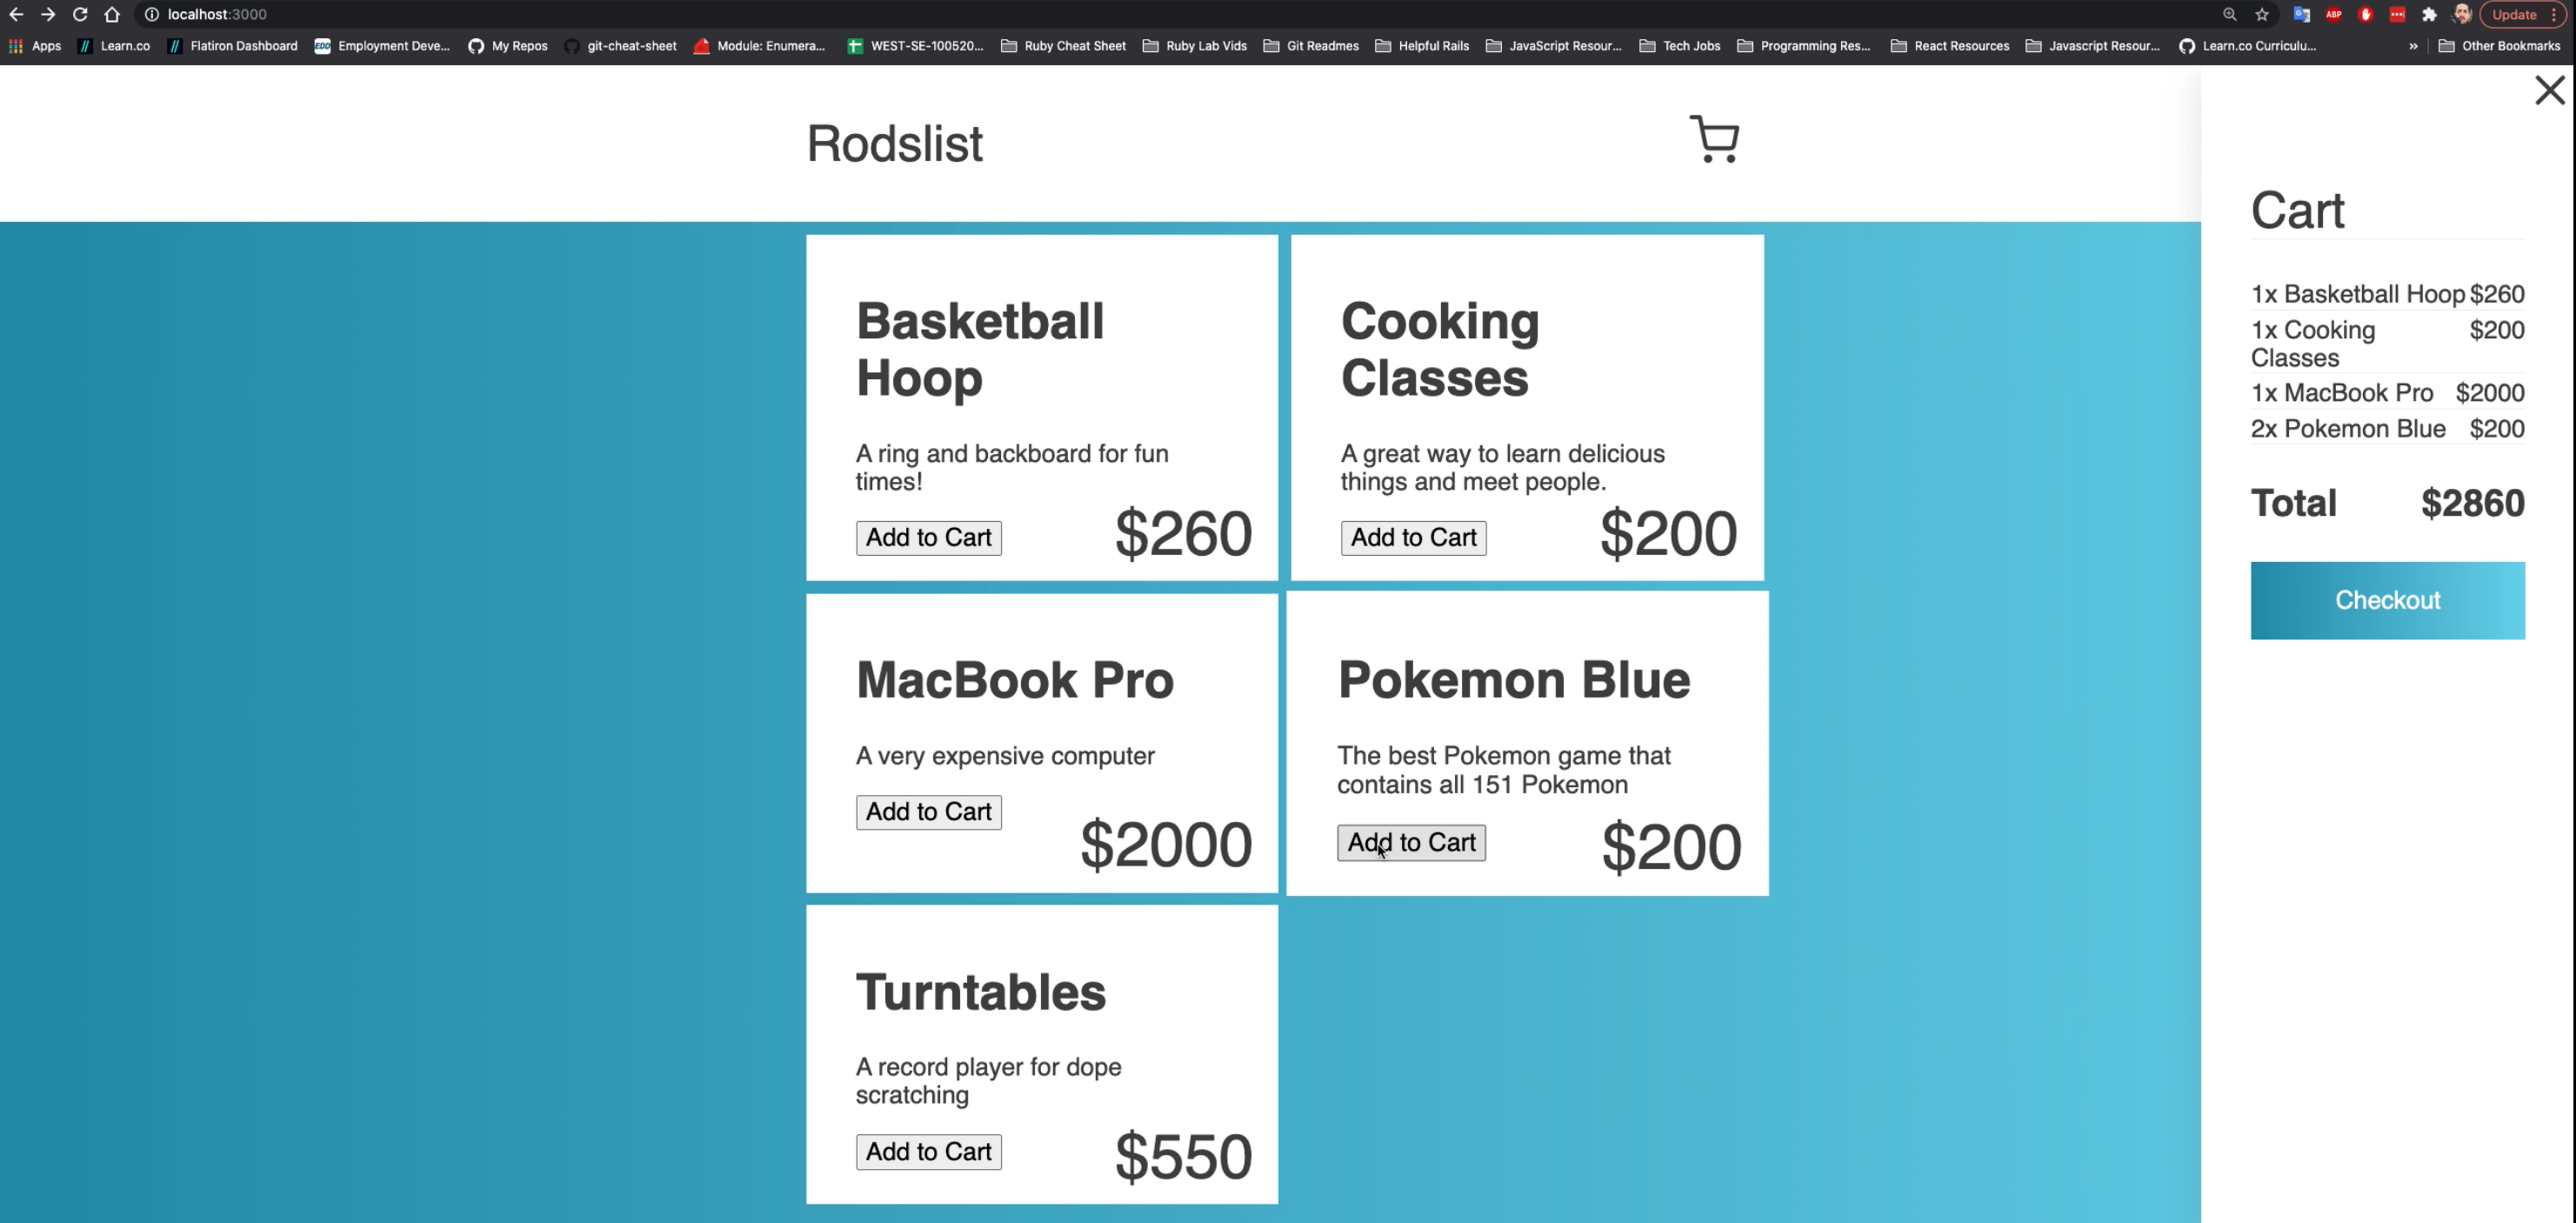 localhost:3000
Update
Apps
Learn.co
Flatiron Dashboard
EDD
Employment Deve...
My Repos
git-cheat-sheet
Module: Enumera...
WEST-SE-100520...
Ruby Cheat Sheet
Ruby Lab Vids
Git Readmes
Helpful Rails
JavaScript Resour...
Tech Jobs
Programming Res...
React Resources
Javascript Resour...
Learn.co Curriculu...
»
Other Bookmarks
ABP
Rodslist
Basketball
Hoop
A ring and backboard for fun
times!
Add to Cart
$260
Cooking
Classes
A great way to learn delicious
things and meet people.
Add to Cart
$200
MacBook Pro
A very expensive computer
Add to Cart
$2000
Pokemon Blue
The best Pokemon game that
contains all 151 Pokemon
Add to Cart
$200
Turntables
A record player for dope
scratching
Add to Cart
$550
Cart
1x Basketball Hoop $260
1x Cooking $200
Classes
1x MacBook Pro $2000
2x Pokemon Blue $200
Total $2860
Checkout